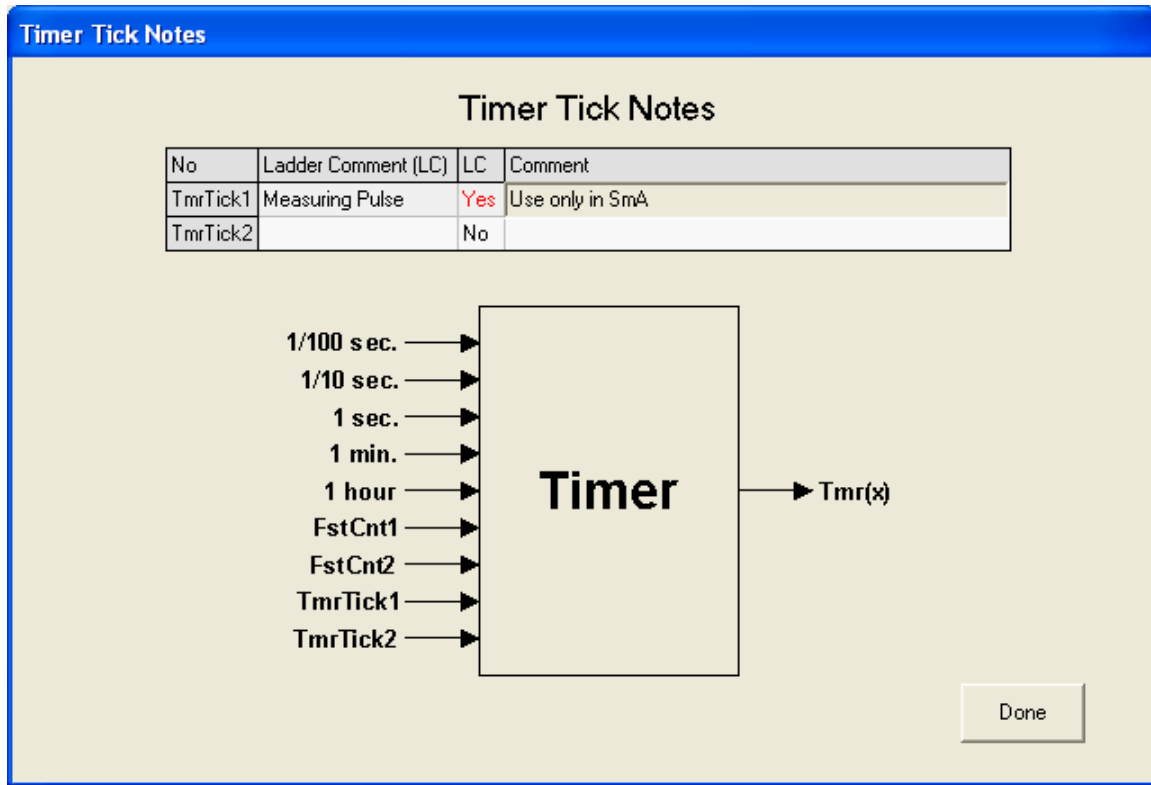 Timer Tick Notes
Timer Tick Notes
No Ladder Comment (LC) LC Comment
TmrTick1 Measuring Pulse Yes Use only in SmA
TmrTick2 No
1/100 sec.
1/10 sec.
1 sec.
1 min.
1 hour
FstCnt1
FstCnt2
TmrTick1
TmrTick2
Timer
Tmr(x)
Done